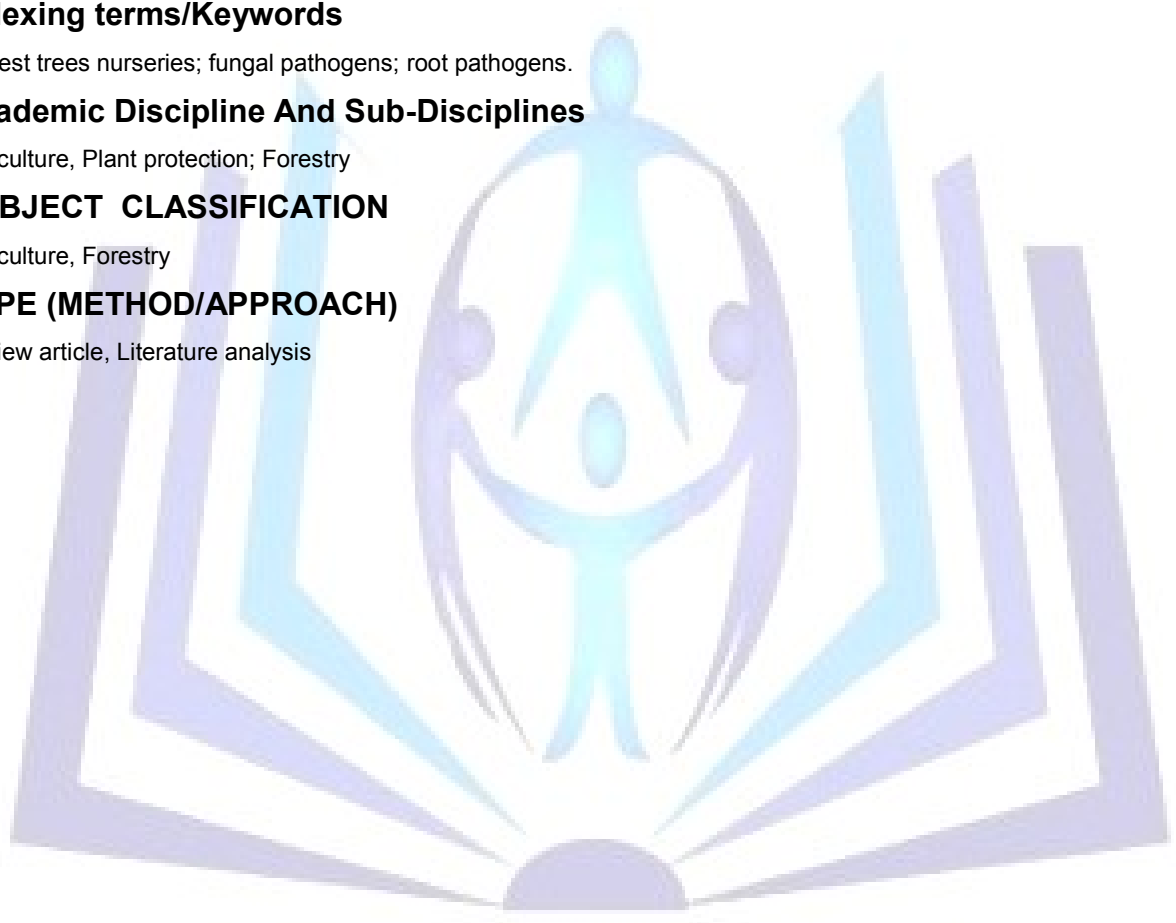 lexing terms/Keywords
est trees nurseries; fungal pathogens; root pathogens.
ademic Discipline And Sub-Disciplines
culture, Plant protection; Forestry
BJECT CLASSIFICATION
culture, Forestry
PE (METHOD/APPROACH)
iew article, Literature analysis